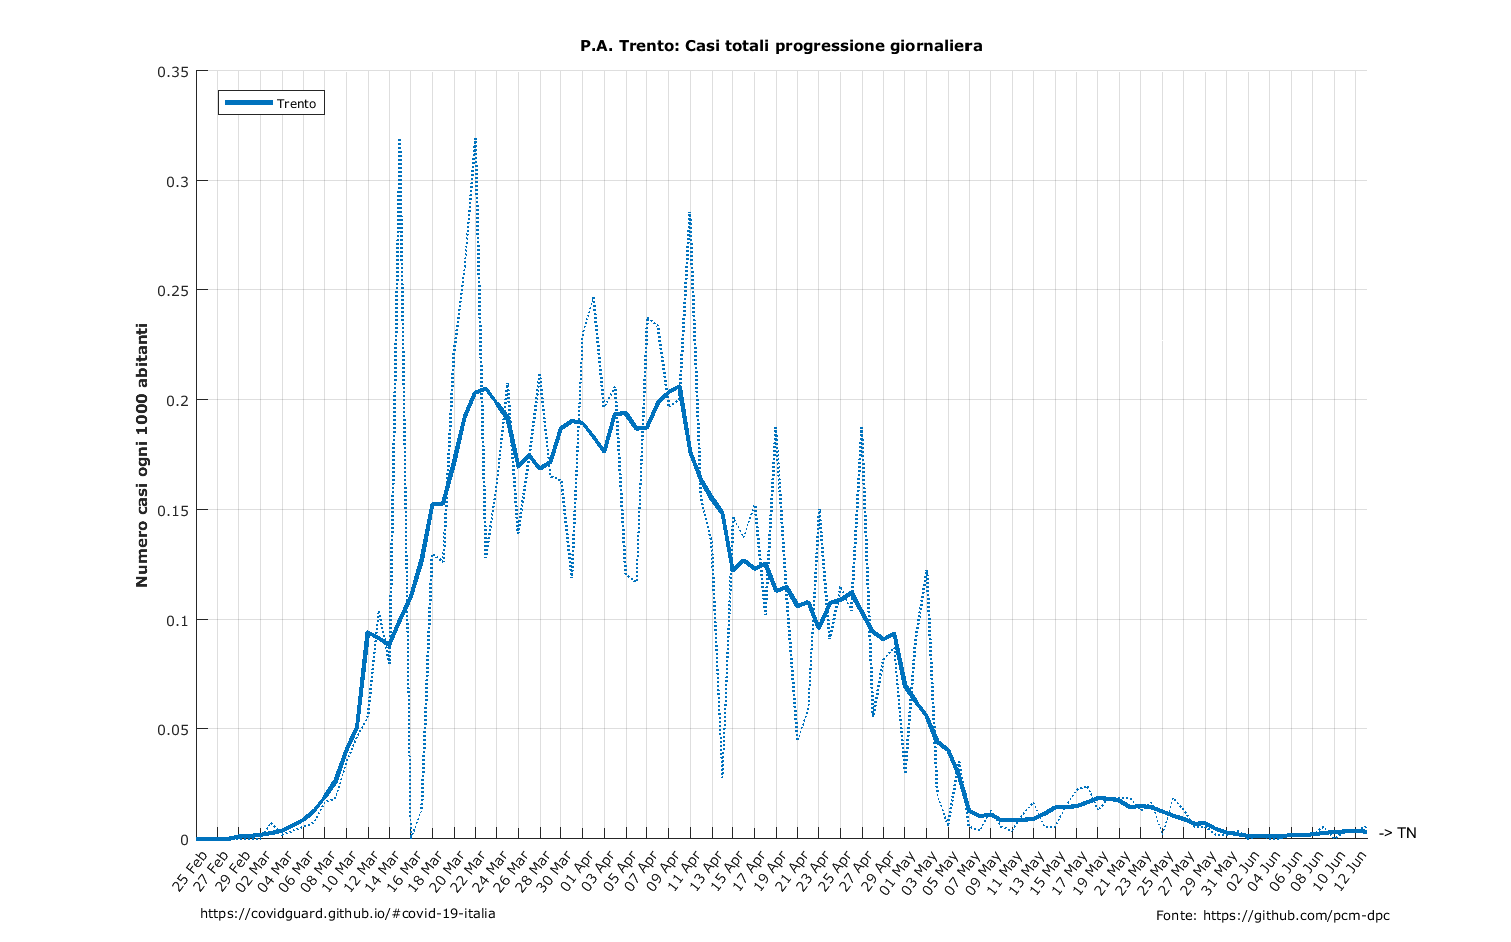 P.A. Trento: Casi totali progressione giornaliera
0.35
Trento
0.3
0.25
0.2
0.15
0.1
0.05
0
Numero casi ogni 1000 abitanti
-> TN
25 Feb
27 Feb
29 Feb
02 Mar
04 Mar
06 Mar
08 Mar
10 Mar
12 Mar
14 Mar
16 Mar
18 Mar
20 Mar
22 Mar
24 Mar
26 Mar
28 Mar
30 Mar
01 Apr
03 Apr
05 Apr
07 Apr
09 Apr
11 Apr
13 Apr
15 Apr
17 Apr
19 Apr
21 Apr
23 Apr
25 Apr
27 Apr
29 Apr
01 May
03 May
05 May
07 May
09 May
11 May
13 May
15 May
17 May
19 May
21 May
23 May
25 May
27 May
29 May
31 May
02 Jun
04 Jun
06 Jun
08 Jun
10 Jun
12 Jun
https://covidguard.github.io/#covid-19-italia
Fonte: https://github.com/pcm-dpc